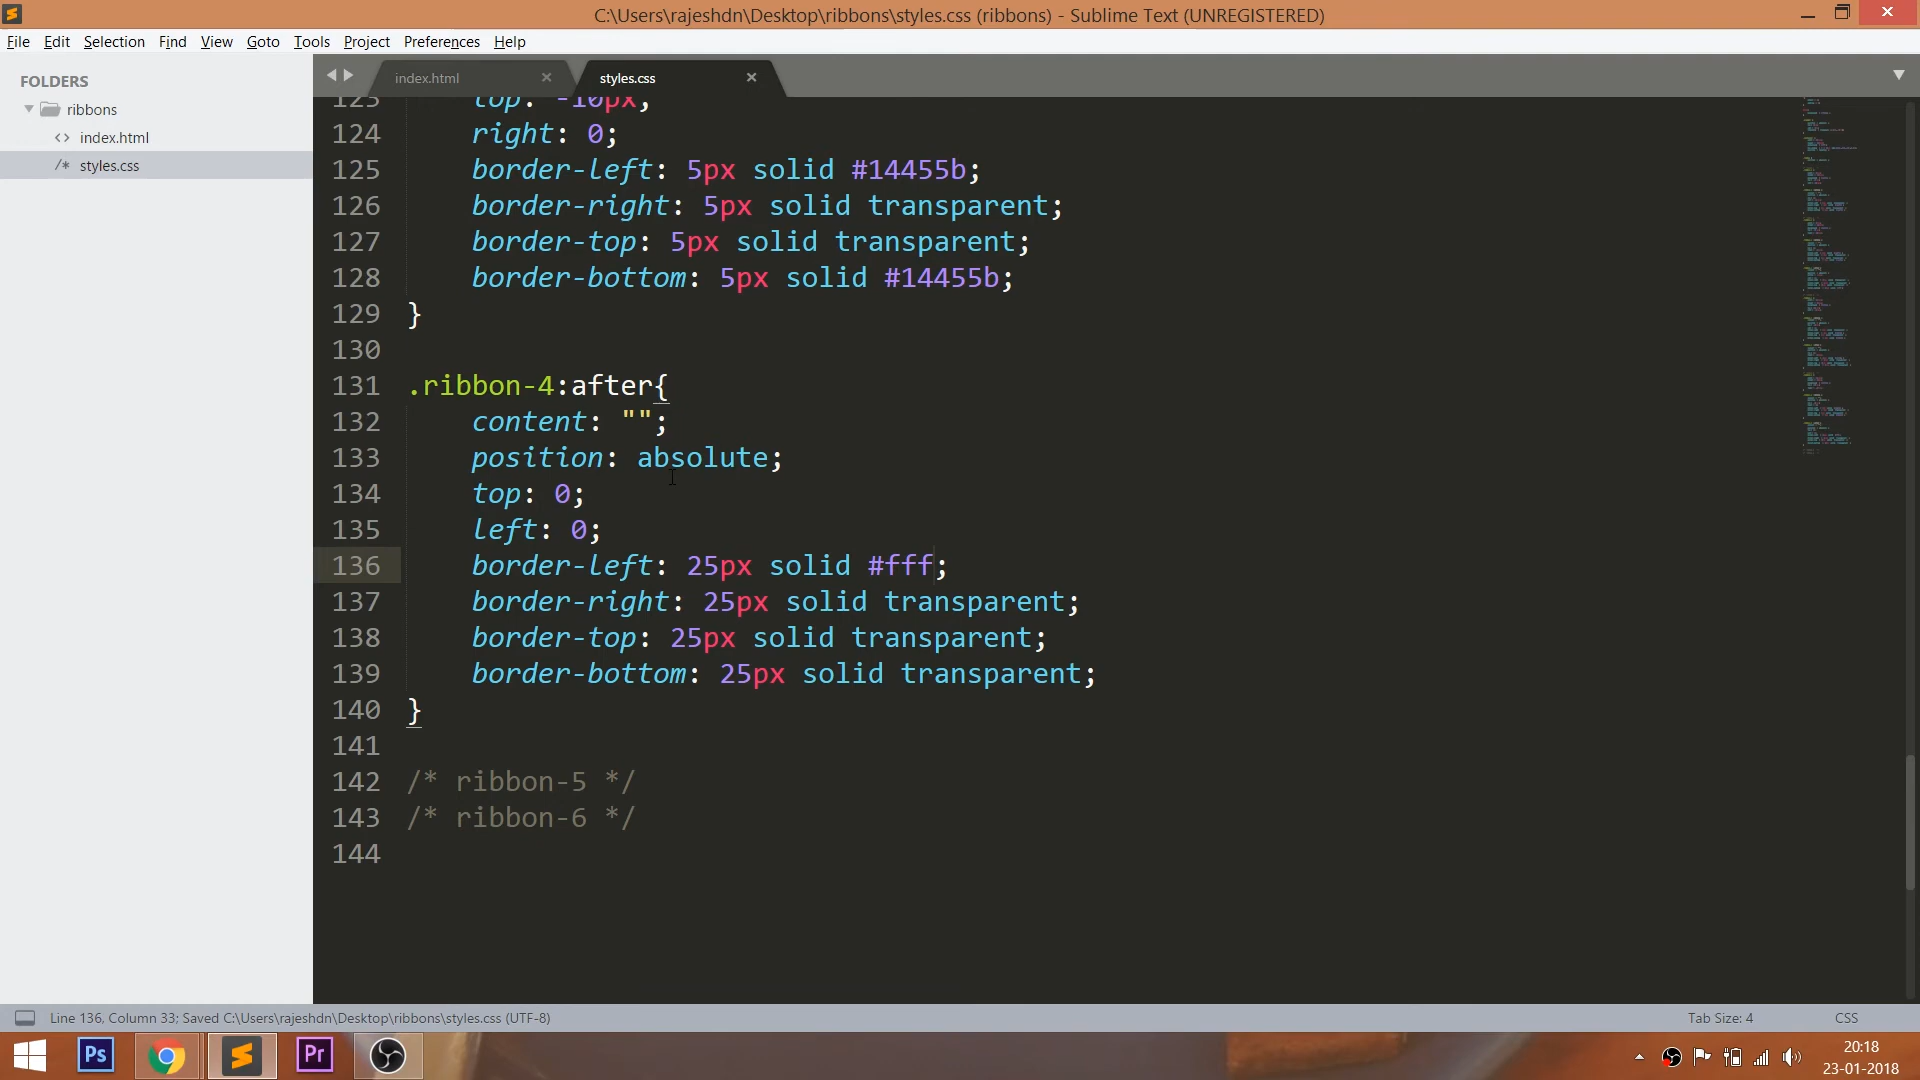 C:\Users\rajeshdn\Desktop\ribbons\styles.css (ribbons) - Sublime Text (UNREGISTERED)
File Edit Selection Find View Goto Tools Project Preferences Help
FOLDERS
ribbons
<> index.html
/* styles.css
index.html × styles.css ×
123 top: -10px;
124 right: 0;
125 border-left: 5px solid #14455b;
126 border-right: 5px solid transparent;
127 border-top: 5px solid transparent;
128 border-bottom: 5px solid #14455b;
129 }
130
131 .ribbon-4:after{
132 content: "";
133 position: absolute;
134 top: 0;
135 left: 0;
136 border-left: 25px solid #fff;
137 border-right: 25px solid transparent;
138 border-top: 25px solid transparent;
139 border-bottom: 25px solid transparent;
140 }
141
142 /* ribbon-5 */
143 /* ribbon-6 */
144
Line 136, Column 33; Saved C:\Users\rajeshdn\Desktop\ribbons\styles.css (UTF-8) Tab Size: 4 CSS
Ps Pr
20:18
23-01-2018